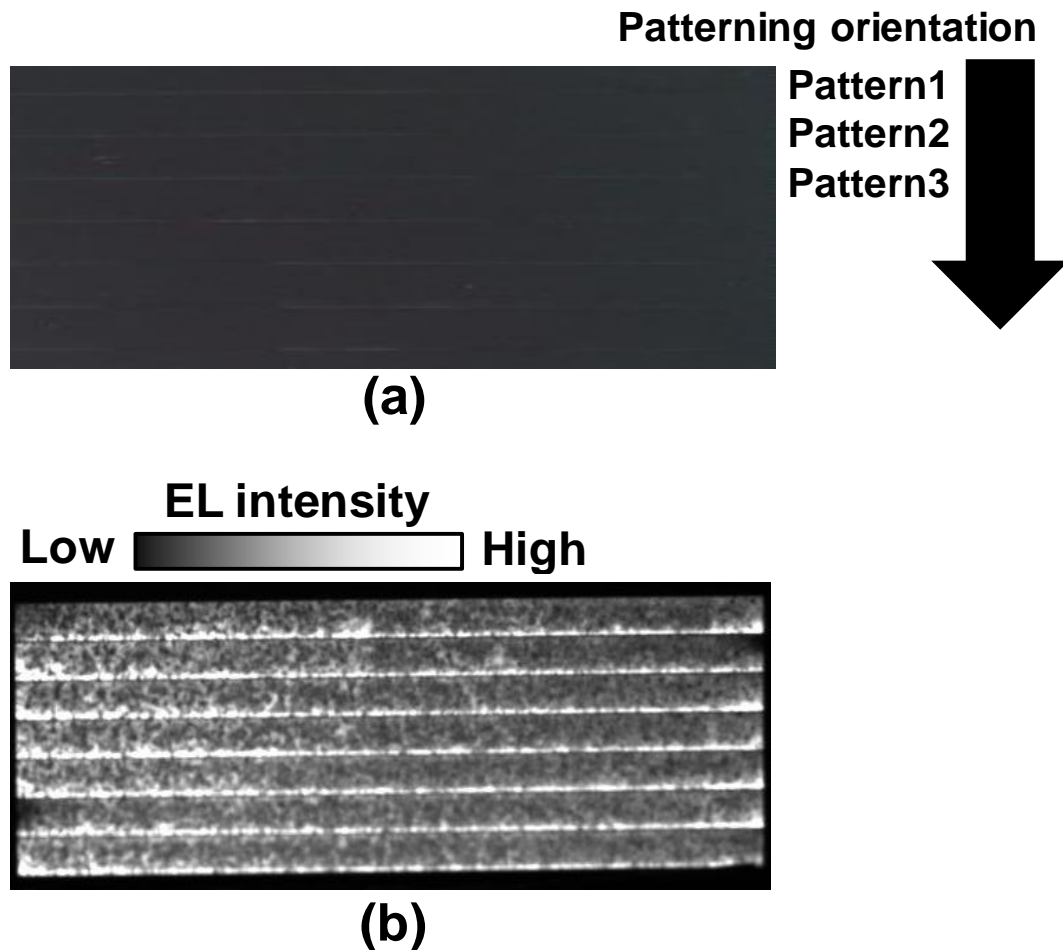 Patterning orientation
Pattern1
Pattern2
Pattern3
(a)
EL intensity
Low High
(b)